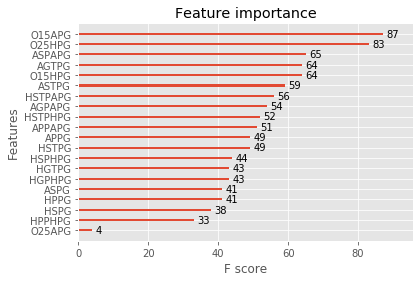 Feature importance
Features
O15APG 87
O25HPG 83
ASPAPG 65
AGTPG 64
O15HPG 64
ASTPG 59
HSTPAPG 56
AGPAPG 54
HSTPHPG 52
APPAPG 51
APPG 49
HSTPG 49
HSPHPG 44
HGTPG 43
HGPHPG 43
ASPG 41
HPPG 41
HSPG 38
HPPHPG 33
O25APG 4
0 20 40 60 80
F score